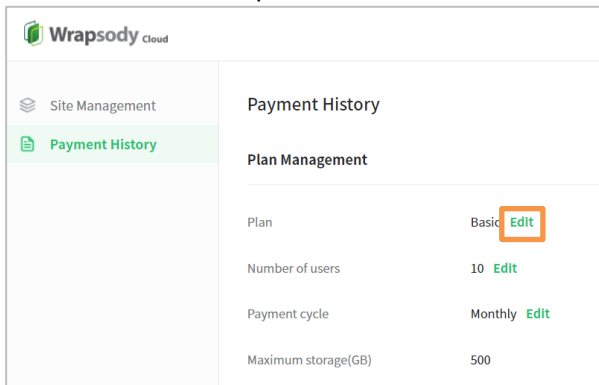 Wrapsody Cloud
Site Management
Payment History
Payment History
Plan Management
Plan Basic Edit
Number of users 10 Edit
Payment cycle Monthly Edit
Maximum storage(GB) 500